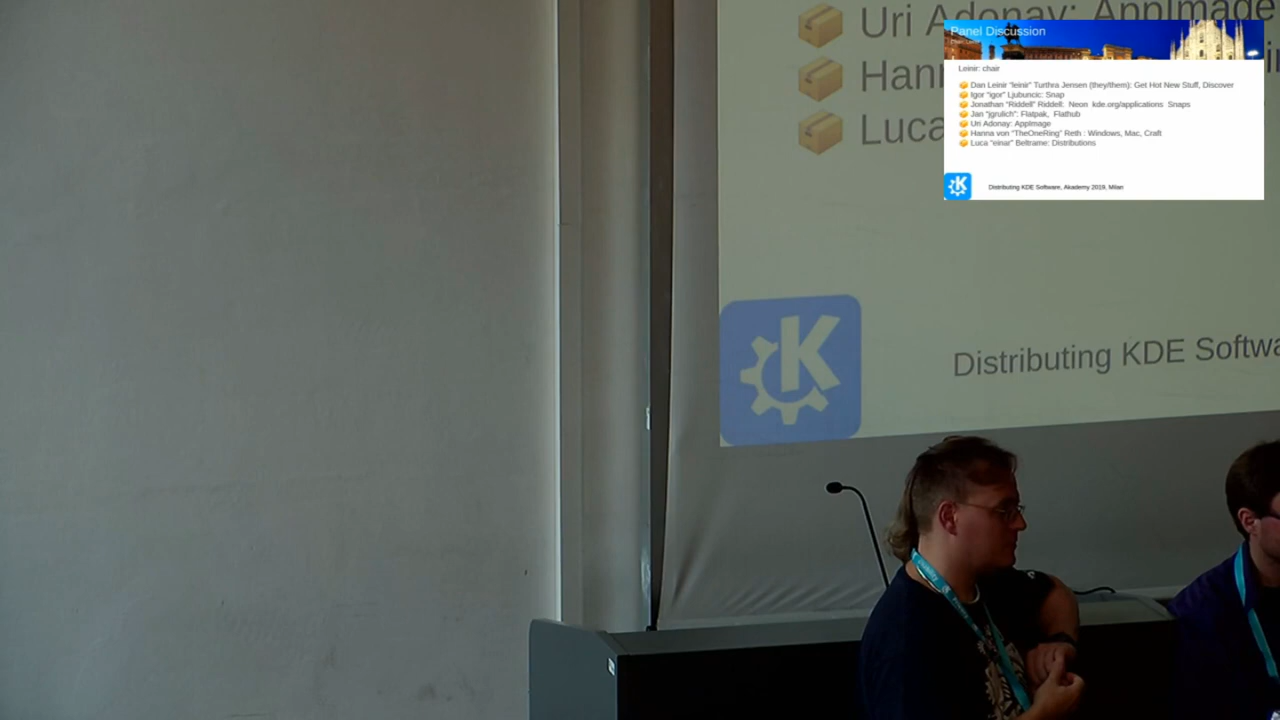 Uri Adonay: AppImage
Hann
Luca
Distributing KDE Softwa
Panel Discussion
Leinir: chair
Dan Leinir "leinir" Turthra Jensen (they/them): Get Hot New Stuff, Discover
Igor "igor" Ljubuncic: Snap
Jonathan "Riddell" Riddell: Neon kde.org/applications Snaps
Jan "jgrulich": Flatpak, Flathub
Uri Adonay: AppImage
Hanna von "TheOneRing" Reth : Windows, Mac, Craft
Luca "einar" Beltrame: Distributions
Distributing KDE Software, Akademy 2019, Milan